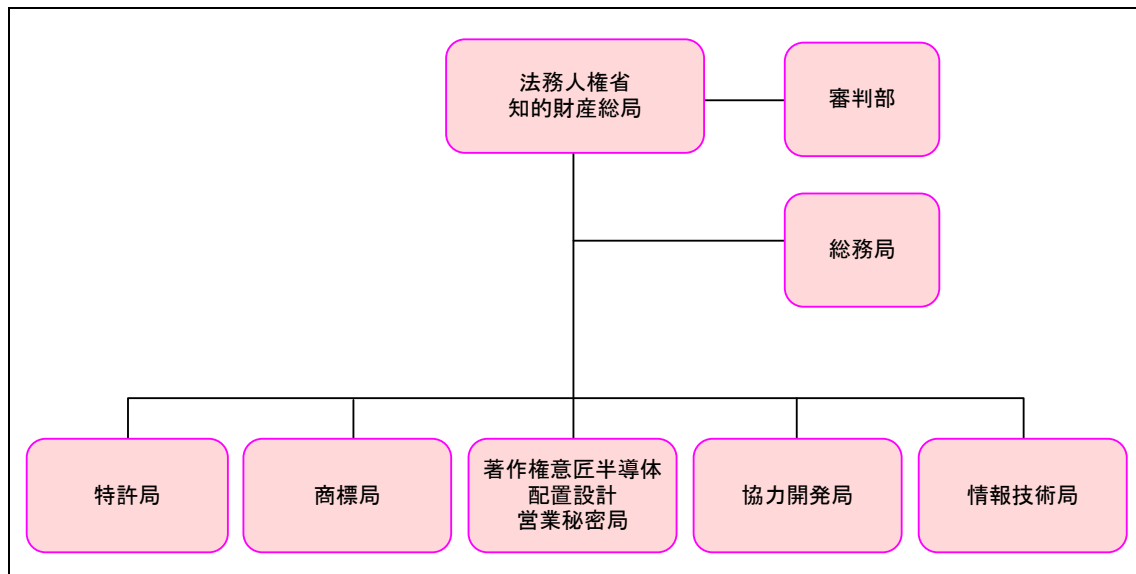 法務人権省
知的財産総局
審判部
総務局
特許局
商標局
著作権意匠半導体
配置設計
営業秘密局
協力開発局
情報技術局